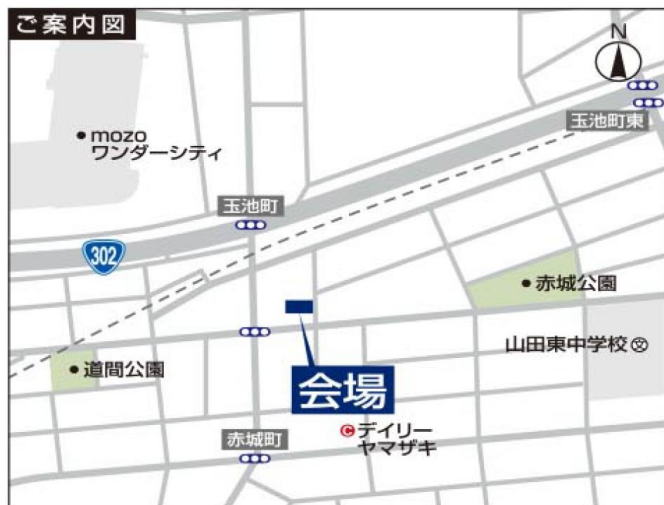 ご案内図
N
玉池町東
mozo
ワンダーシティ
玉池町
302
赤城公園
山田東中学校
文
道間公園
会場
デイリー
ヤマザキ
赤城町